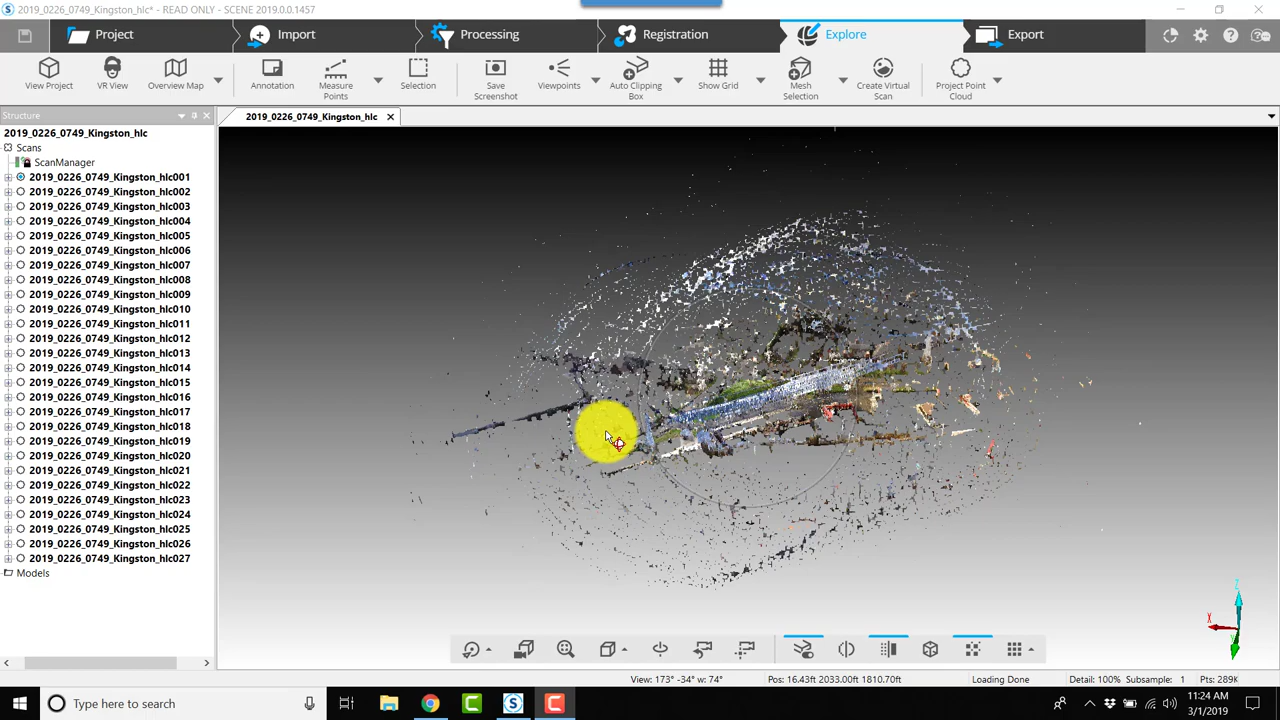 2019_0226_0749_Kingston_hlc* - READ ONLY - SCENE 2019.0.0.1457
Project
Import
Processing
Registration
Explore
Export
View Project
VR View
Overview Map
Annotation
Measure
Points
Selection
Save
Screenshot
Viewpoints
Auto Clipping
Box
Show Grid
Mesh
Selection
Create Virtual
Scan
Project Point
Cloud
Structure
2019_0226_0749_Kingston_hlc
2019_0226_0749_Kingston_hlc
Scans
ScanManager
2019_0226_0749_Kingston_hlc001
2019_0226_0749_Kingston_hlc002
2019_0226_0749_Kingston_hlc003
2019_0226_0749_Kingston_hlc004
2019_0226_0749_Kingston_hlc005
2019_0226_0749_Kingston_hlc006
2019_0226_0749_Kingston_hlc007
2019_0226_0749_Kingston_hlc008
2019_0226_0749_Kingston_hlc009
2019_0226_0749_Kingston_hlc010
2019_0226_0749_Kingston_hlc011
2019_0226_0749_Kingston_hlc012
2019_0226_0749_Kingston_hlc013
2019_0226_0749_Kingston_hlc014
2019_0226_0749_Kingston_hlc015
2019_0226_0749_Kingston_hlc016
2019_0226_0749_Kingston_hlc017
2019_0226_0749_Kingston_hlc018
2019_0226_0749_Kingston_hlc019
2019_0226_0749_Kingston_hlc020
2019_0226_0749_Kingston_hlc021
2019_0226_0749_Kingston_hlc022
2019_0226_0749_Kingston_hlc023
2019_0226_0749_Kingston_hlc024
2019_0226_0749_Kingston_hlc025
2019_0226_0749_Kingston_hlc026
2019_0226_0749_Kingston_hlc027
Models
Z
X
Y
View: 173° -34° w: 74°
Pos: 16.43ft 2033.00ft 1810.70ft
Loading Done
Detail: 100%
Subsample: 1
Pts: 289K
Type here to search
11:24 AM
3/1/2019